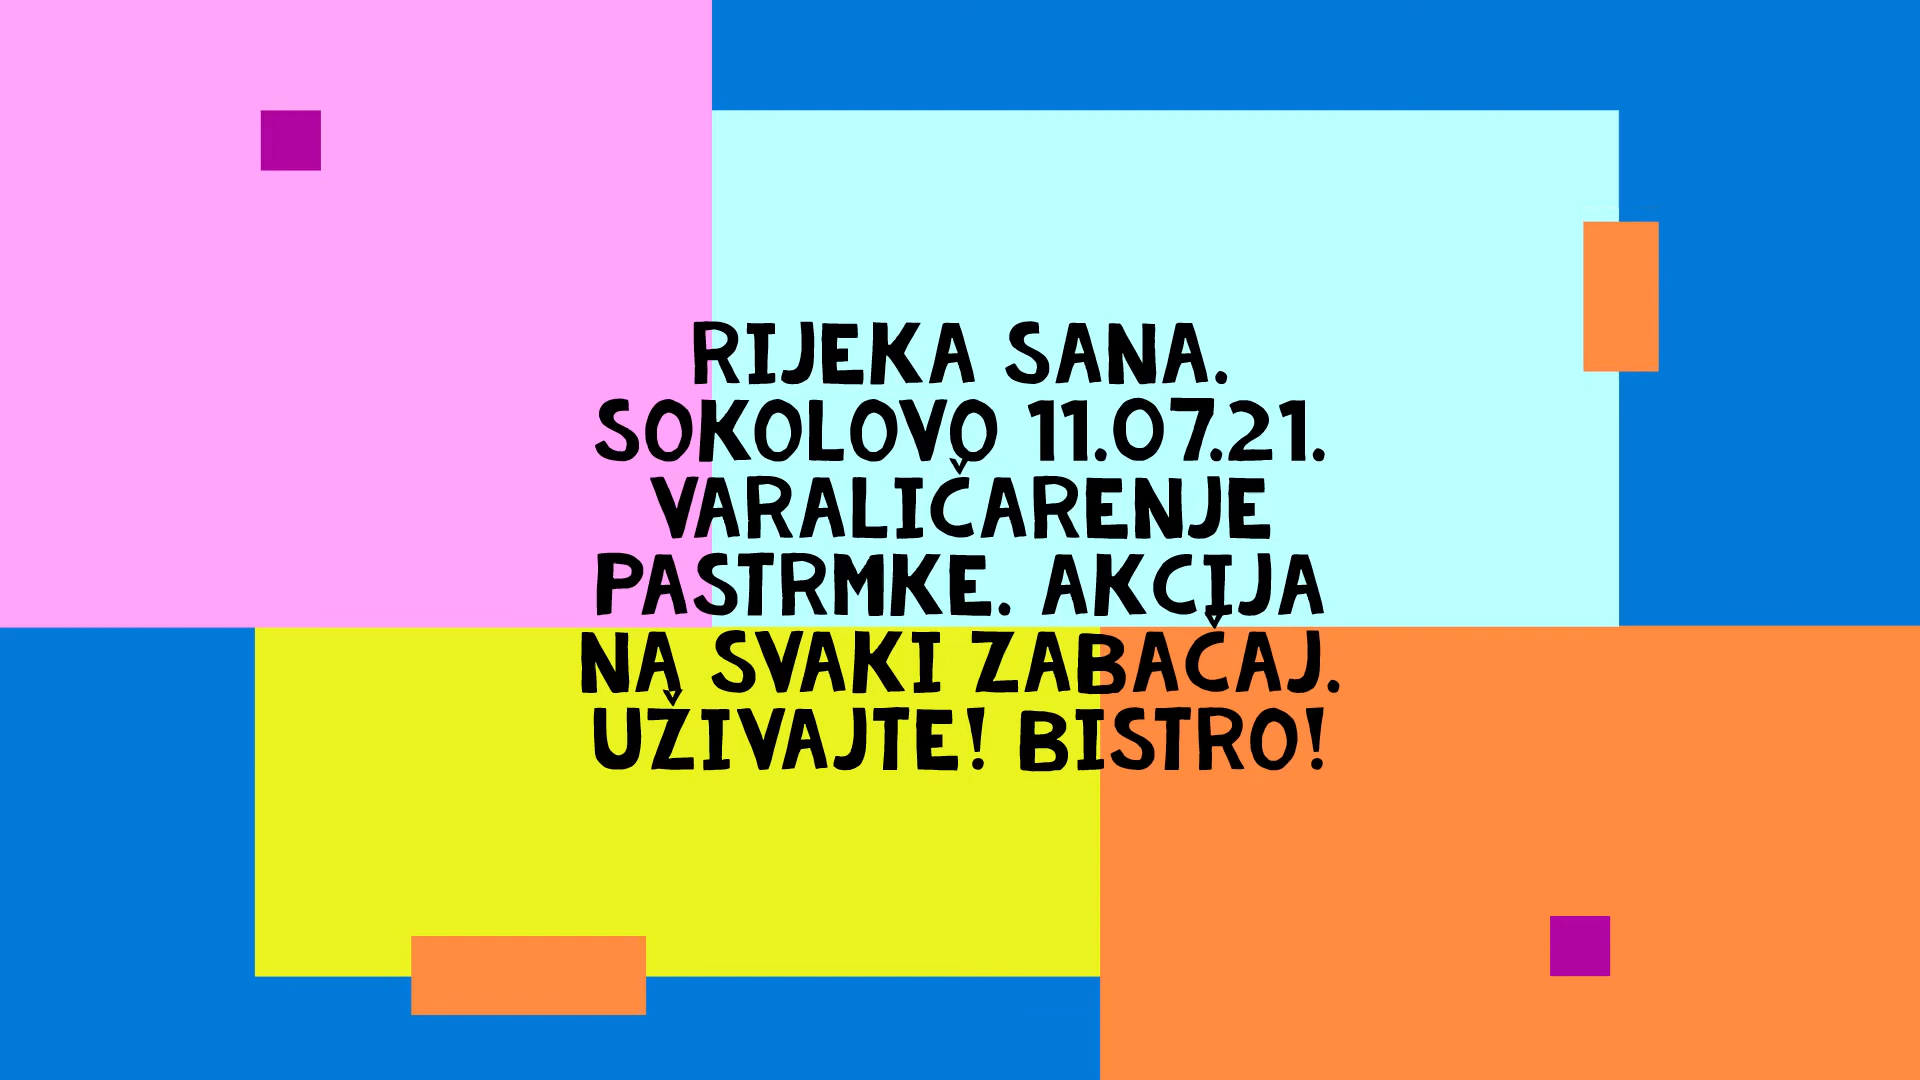 RIJEKA SANA.
SOKOLOVO 11.07.21.
VARALIČARENJE
PASTRMKE. AKCIJA
NA SVAKI ZABAČAJ.
UŽIVAJTE! BISTRO!